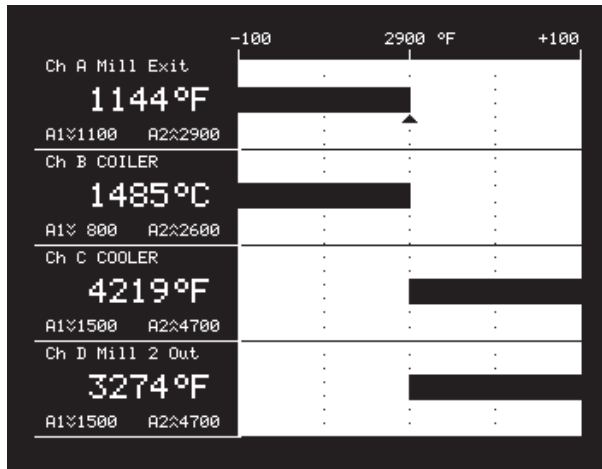 -100 2900 °F +100
Ch A Mill Exit
1144°F
A1⩔1100 A2⩓2900
Ch B COILER
1485°C
A1⩔ 800 A2⩓2600
Ch C COOLER
4219°F
A1⩔1500 A2⩓4700
Ch D Mill 2 Out
3274°F
A1⩔1500 A2⩓4700